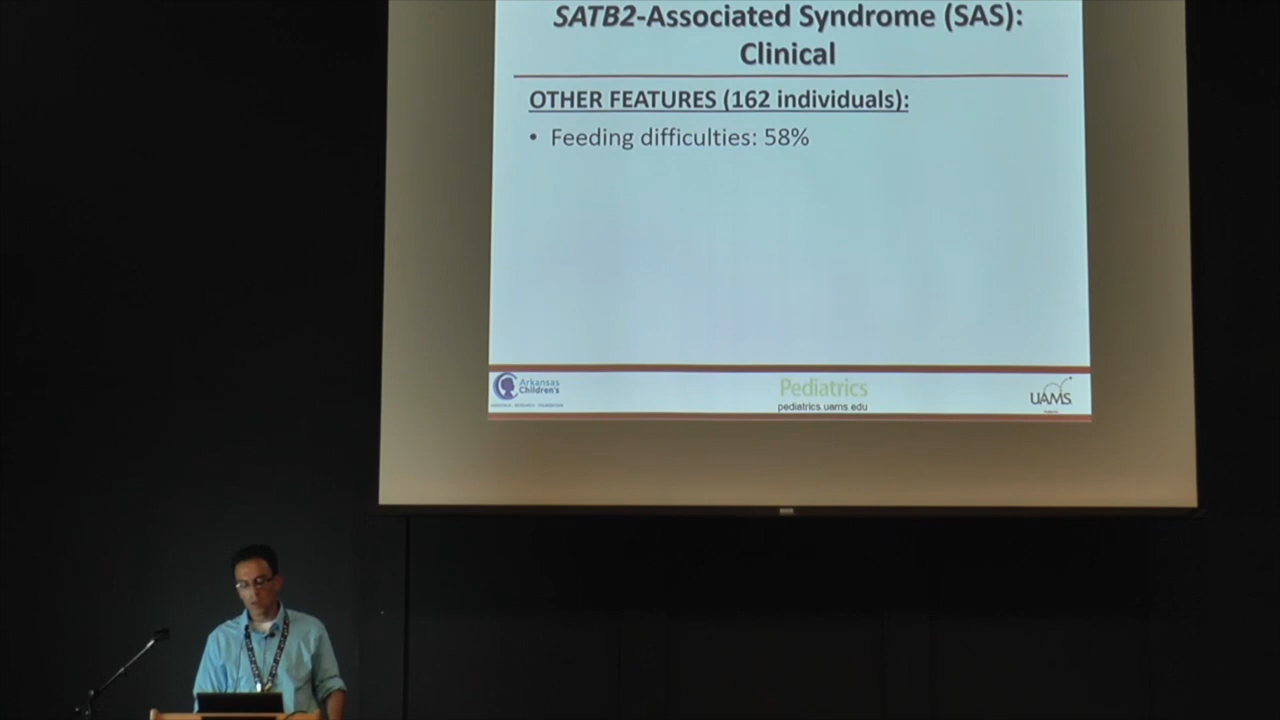 SATB2-Associated Syndrome (SAS):
Clinical
OTHER FEATURES (162 individuals):
• Feeding difficulties: 58%
Arkansas
Children's
Pediatrics
pediatrics.uams.edu
UAMS